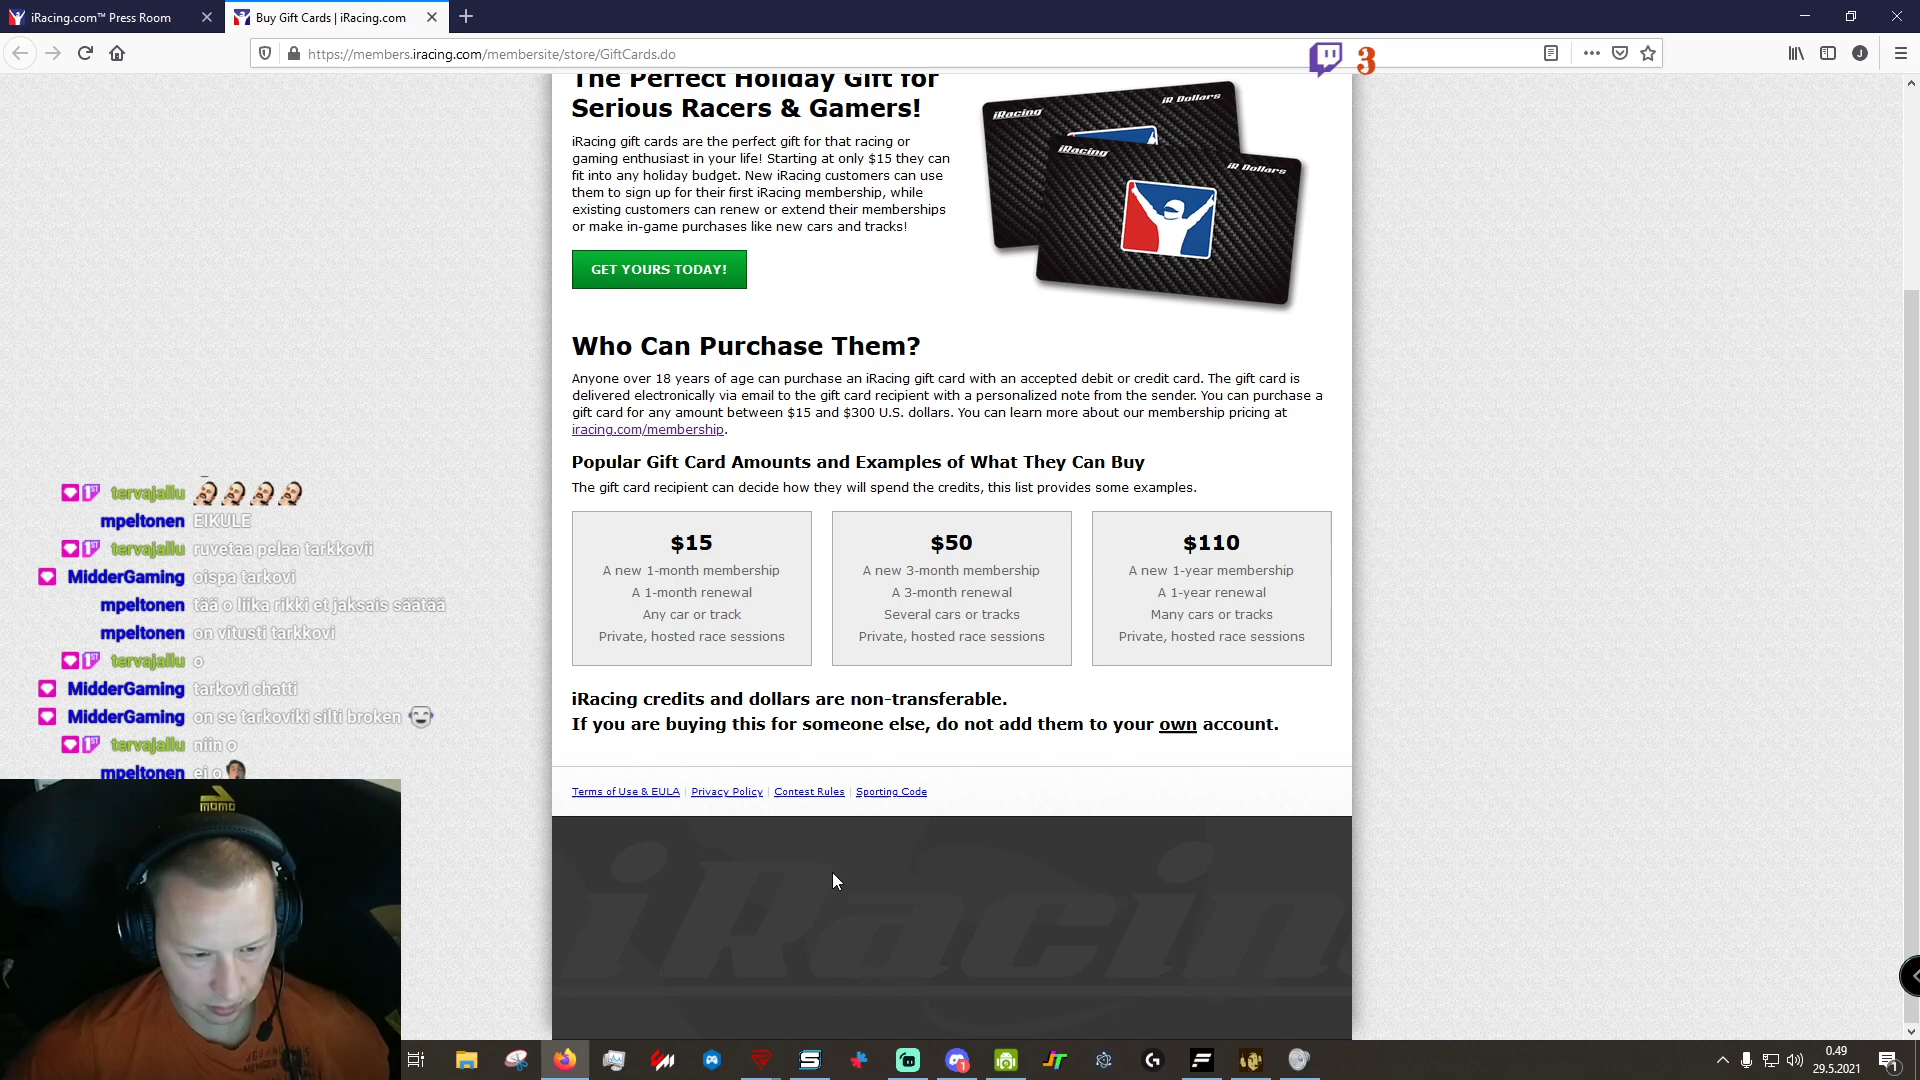 iRacing.com™ Press Room
Buy Gift Cards | iRacing.com
https://members.iracing.com/membersite/store/GiftCards.do
3
J
The Perfect Holiday Gift for
Serious Racers & Gamers!
iRacing gift cards are the perfect gift for that racing or
gaming enthusiast in your life! Starting at only $15 they can
fit into any holiday budget. New iRacing customers can use
them to sign up for their first iRacing membership, while
existing customers can renew or extend their memberships
or make in-game purchases like new cars and tracks!
GET YOURS TODAY!
iRacing
iR Dollars
iRacing
iR Dollars
Who Can Purchase Them?
Anyone over 18 years of age can purchase an iRacing gift card with an accepted debit or credit card. The gift card is
delivered electronically via email to the gift card recipient with a personalized note from the sender. You can purchase a
gift card for any amount between $15 and $300 U.S. dollars. You can learn more about our membership pricing at
iracing.com/membership.
Popular Gift Card Amounts and Examples of What They Can Buy
The gift card recipient can decide how they will spend the credits, this list provides some examples.
$15
A new 1-month membership
A 1-month renewal
Any car or track
Private, hosted race sessions
$50
A new 3-month membership
A 3-month renewal
Several cars or tracks
Private, hosted race sessions
$110
A new 1-year membership
A 1-year renewal
Many cars or tracks
Private, hosted race sessions
iRacing credits and dollars are non-transferable.
If you are buying this for someone else, do not add them to your own account.
Terms of Use & EULA | Privacy Policy | Contest Rules | Sporting Code
iRacing
tervajallu
mpeltonen EIKULE
tervajallu ruvetaa pelaa tarkkovii
MidderGaming oispa tarkovi
mpeltonen tää o liika rikki et jaksais säätää
mpeltonen on vitusti tarkkovi
tervajallu o
MidderGaming tarkovi chatti
MidderGaming on se tarkoviki silti broken
tervajallu niin o
mpeltonen ei o
momo
0.49
29.5.2021